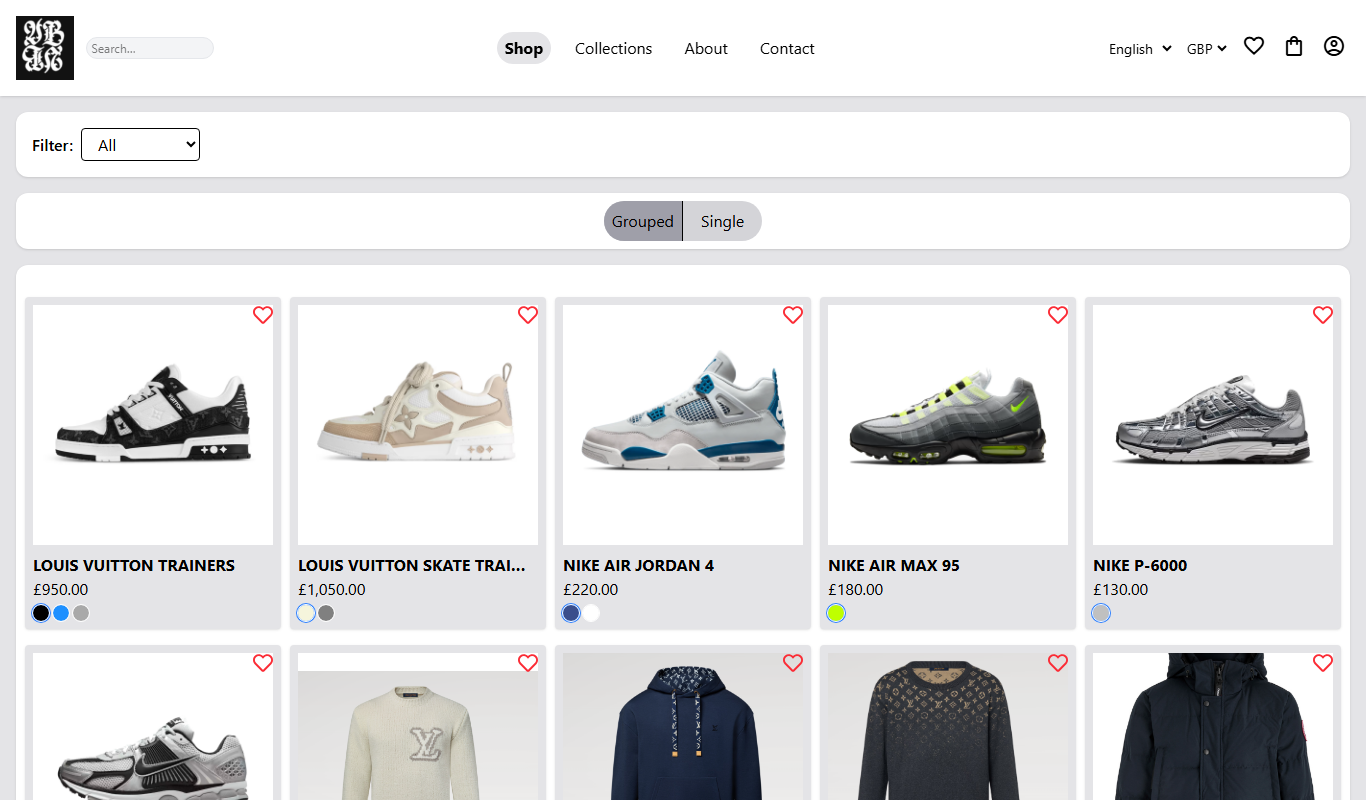 Search...
Shop
Collections
About
Contact
English
GBP
Filter:
All
Grouped
Single
LOUIS VUITTON TRAINERS
£950.00
LOUIS VUITTON SKATE TRAI...
£1,050.00
NIKE AIR JORDAN 4
£220.00
NIKE AIR MAX 95
£180.00
NIKE P-6000
£130.00